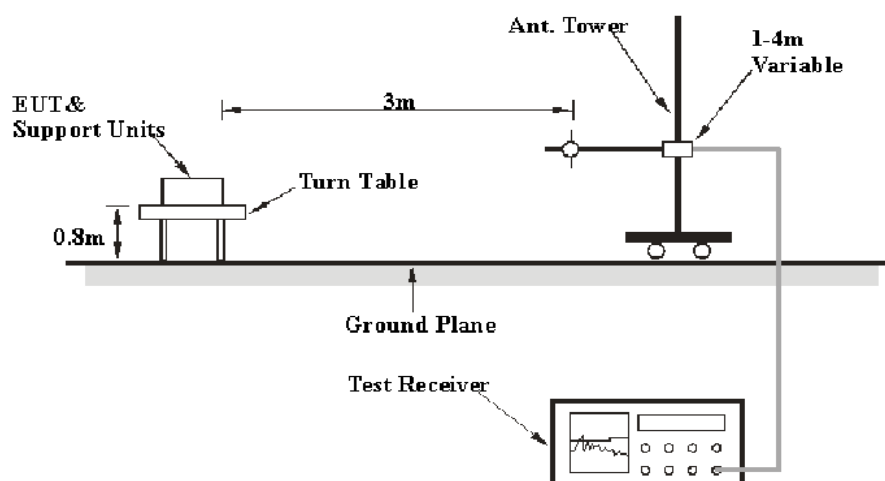 Ant. Tower
1-4m
Variable
3m
EUT&
Support Units
Turn Table
0.8m
Ground Plane
Test Receiver